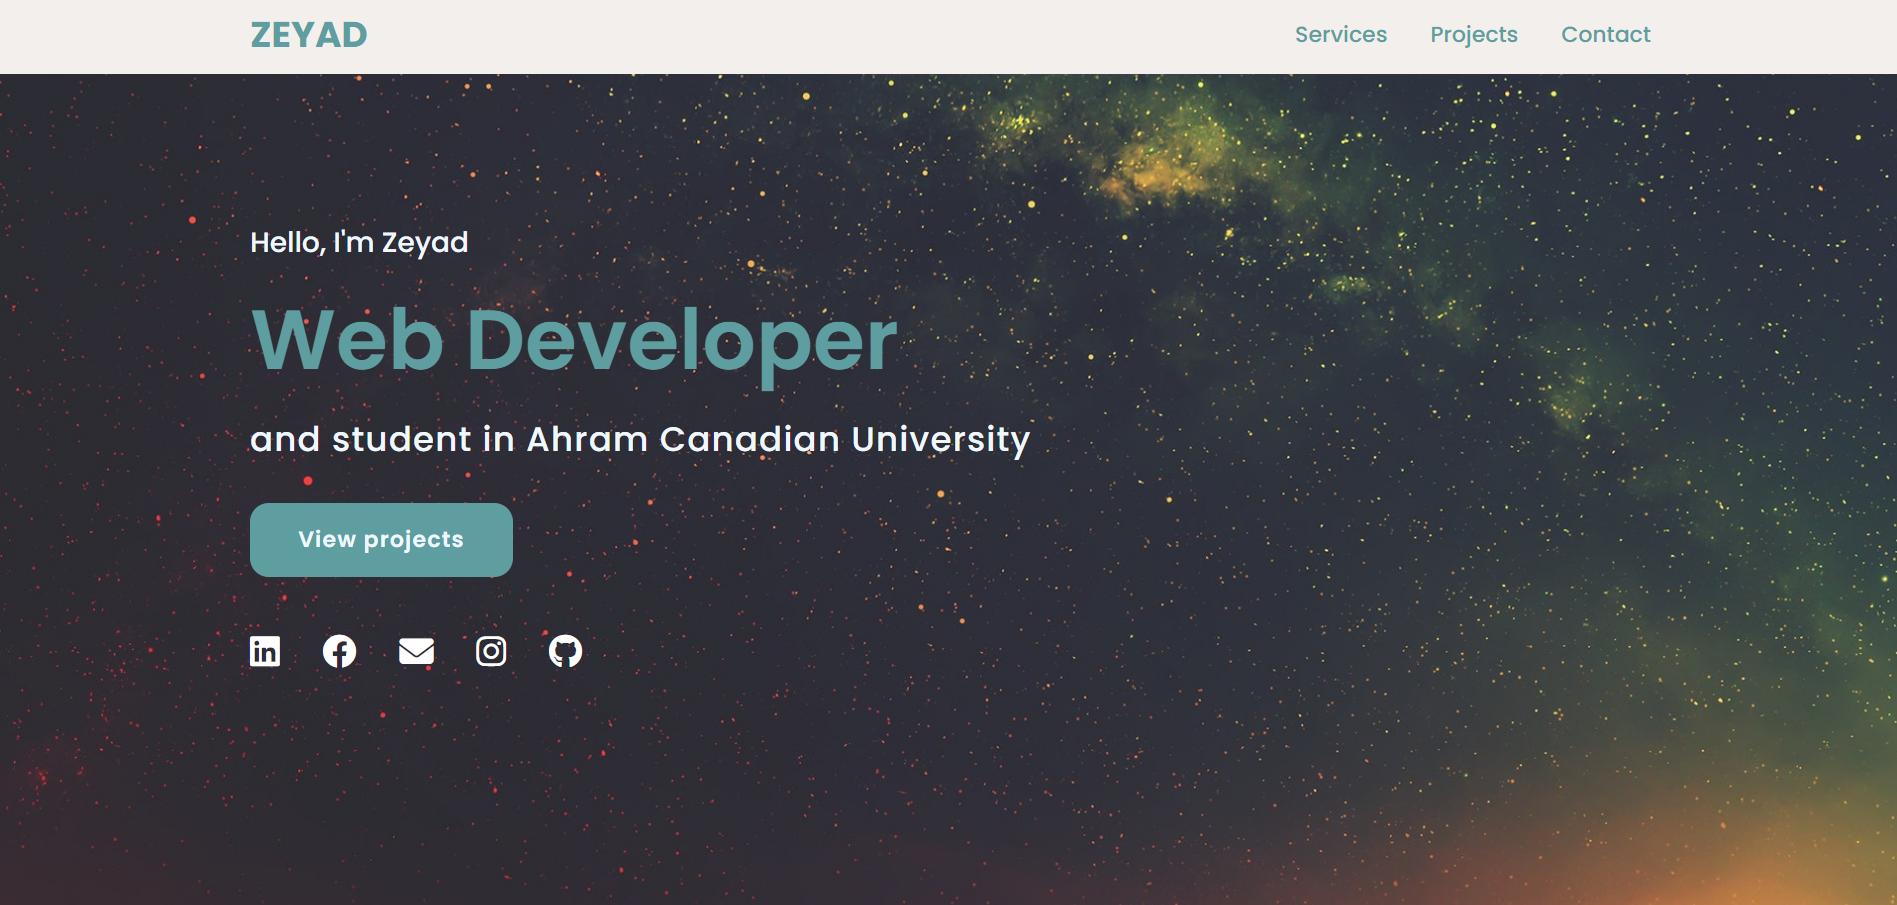 ZEYAD
Services Projects Contact
Hello, I'm Zeyad
Web Developer
and student in Ahram Canadian University
View projects